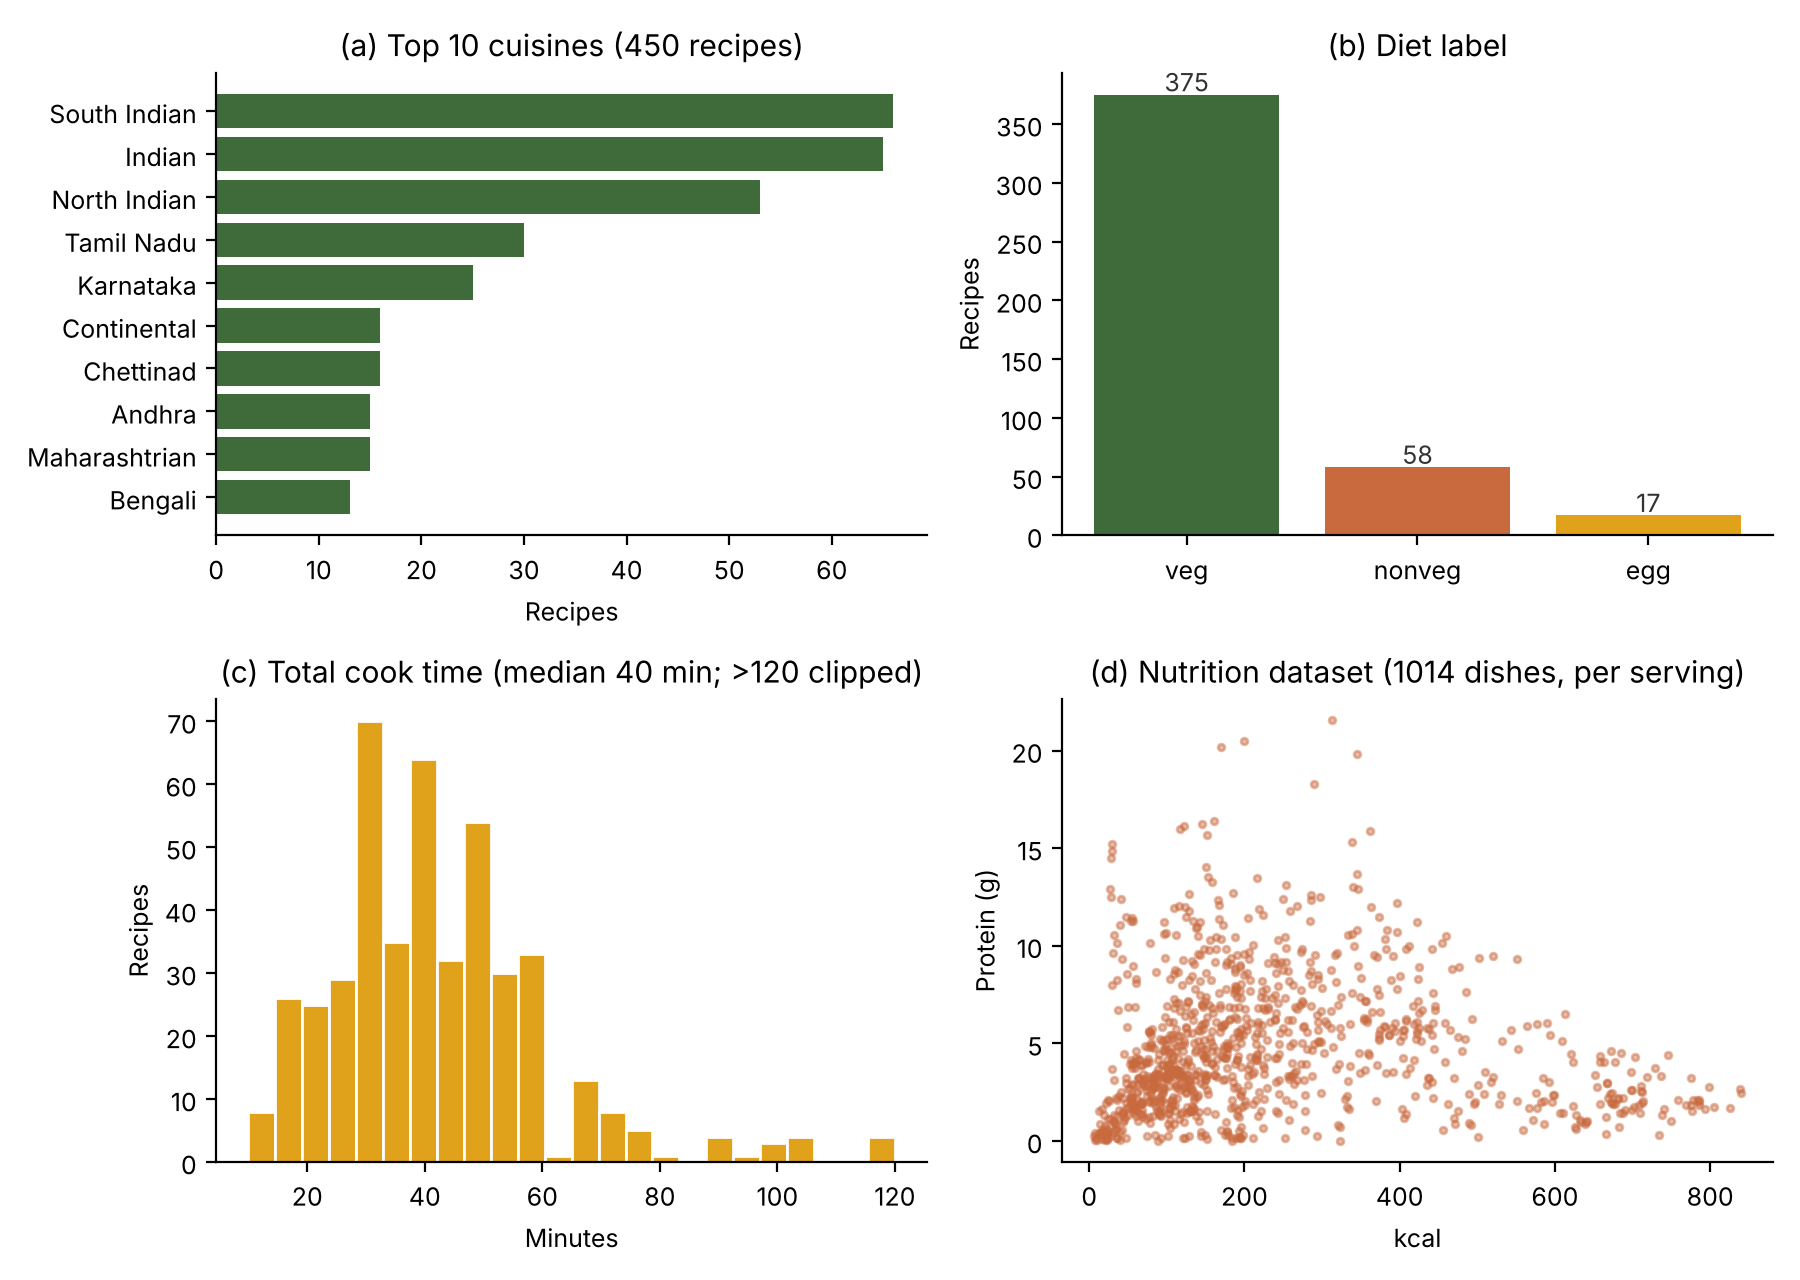 (a) Top 10 cuisines (450 recipes)
South Indian
Indian
North Indian
Tamil Nadu
Karnataka
Continental
Chettinad
Andhra
Maharashtrian
Bengali
0 10 20 30 40 50 60
Recipes
(b) Diet label
Recipes
350
300
250
200
150
100
50
0
375
58
17
veg nonveg egg
(c) Total cook time (median 40 min; >120 clipped)
Recipes
70
60
50
40
30
20
10
0
20 40 60 80 100 120
Minutes
(d) Nutrition dataset (1014 dishes, per serving)
Protein (g)
20
15
10
5
0
0 200 400 600 800
kcal